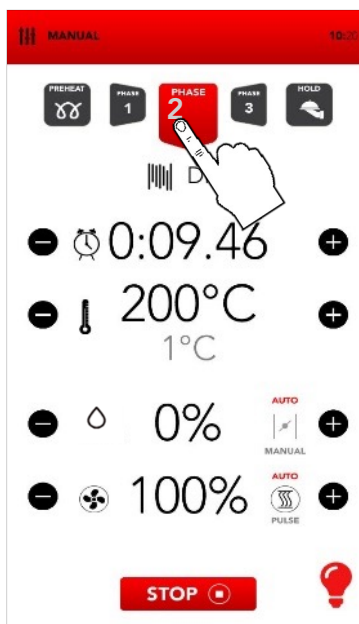 MANUAL 10:20
PREHEAT PHASE 1 PHASE 2 PHASE 3 HOLD
0:09.46
200°C
1°C
AUTO
0%
MANUAL
AUTO
100%
PULSE
STOP